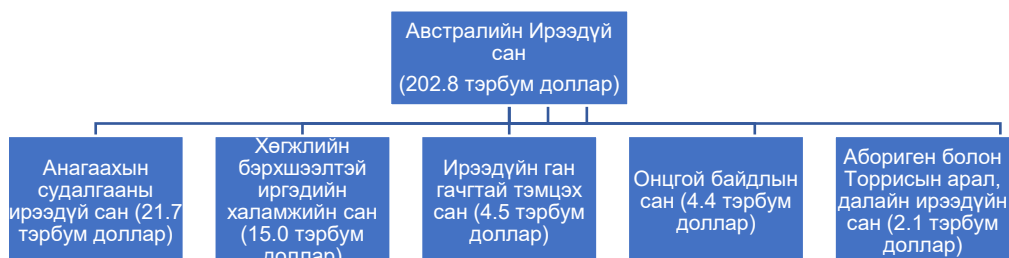 Австралийн Ирээдүй
сан
(202.8 тэрбум доллар)
Анагаахын
судалгааны
ирээдүй сан (21.7
тэрбум доллар)
Хөгжлийн
бэрхшээлтэй
иргэдийн
халамжийн сан
(15.0 тэрбум
доллар)
Ирээдүйн ган
гачгтай тэмцэх
сан (4.5 тэрбум
доллар)
Онцгой байдлын
сан (4.4 тэрбум
доллар)
Абориген болон
Торрисын арал,
далайн ирээдүйн
сан (2.1 тэрбум
доллар)